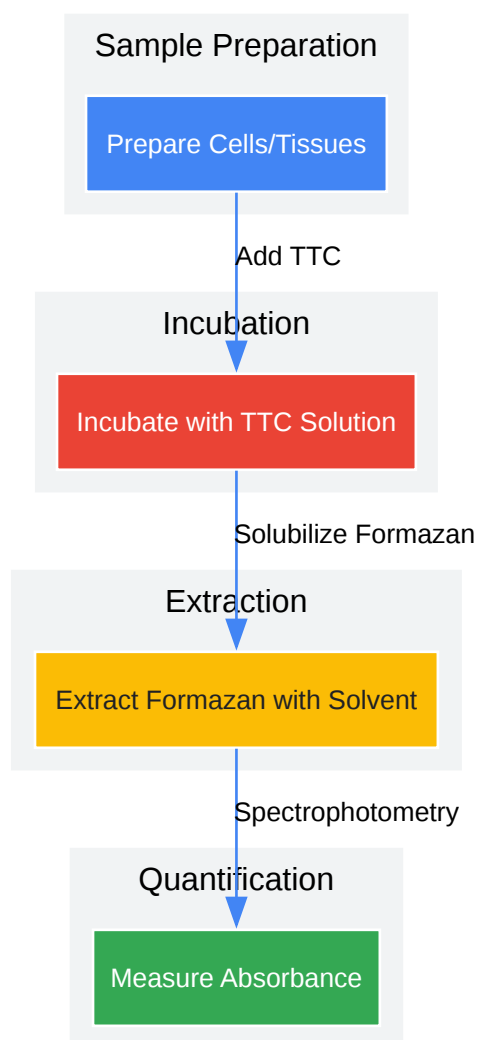 Sample Preparation
Prepare Cells/Tissues
Add TTC
Incubation
Incubate with TTC Solution
Solubilize Formazan
Extraction
Extract Formazan with Solvent
Spectrophotometry
Quantification
Measure Absorbance